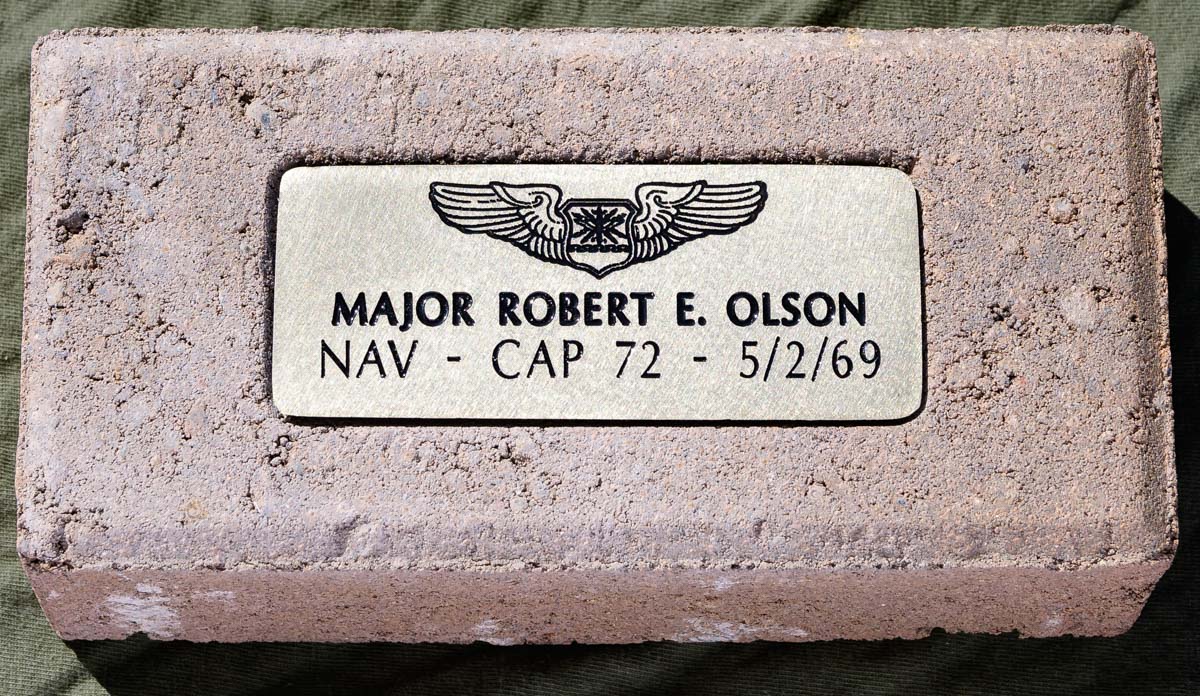 MAJOR ROBERT E. OLSON
NAV - CAP 72 - 5/2/69